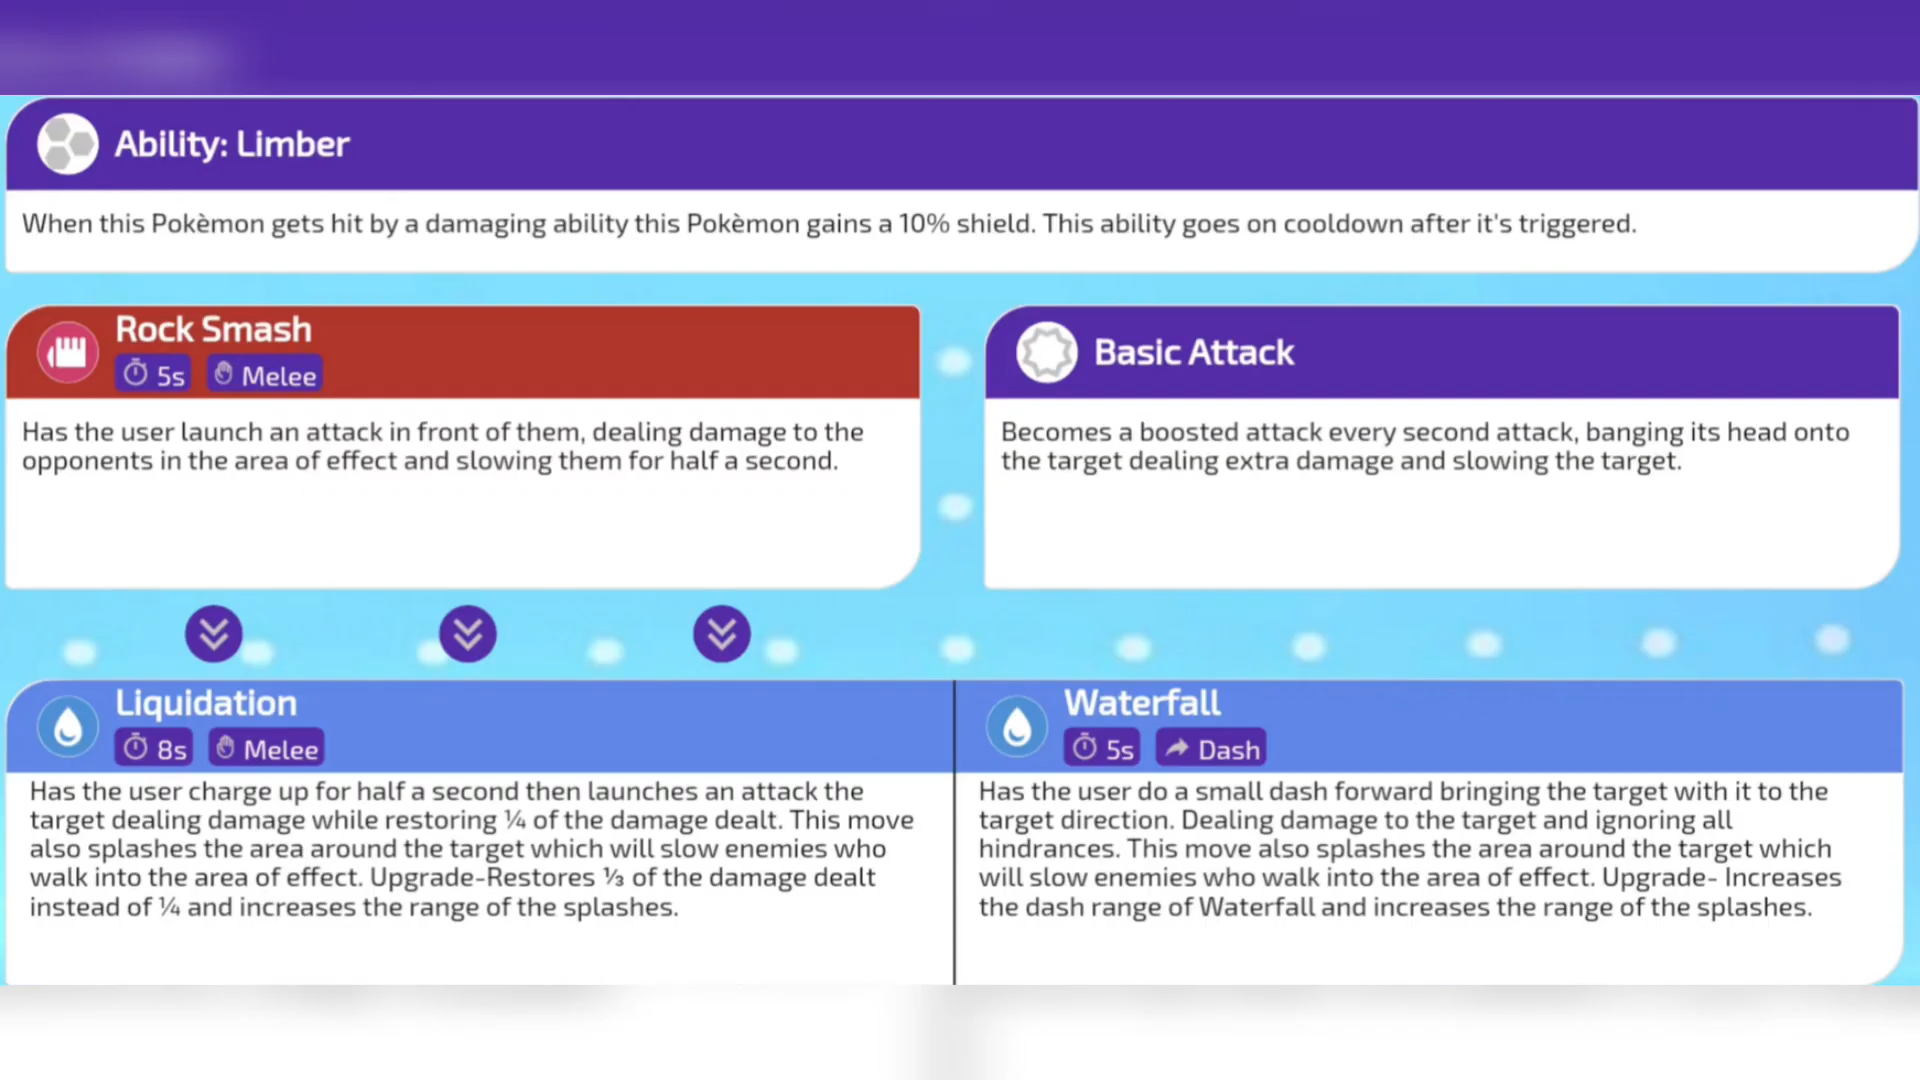 Ability: Limber
When this Pokèmon gets hit by a damaging ability this Pokèmon gains a 10% shield. This ability goes on cooldown after it's triggered.
Rock Smash
5s Melee
Has the user launch an attack in front of them, dealing damage to the
opponents in the area of effect and slowing them for half a second.
Basic Attack
Becomes a boosted attack every second attack, banging its head onto
the target dealing extra damage and slowing the target.
Liquidation
8s Melee
Has the user charge up for half a second then launches an attack the
target dealing damage while restoring ¼ of the damage dealt. This move
also splashes the area around the target which will slow enemies who
walk into the area of effect. Upgrade-Restores ⅓ of the damage dealt
instead of ¼ and increases the range of the splashes.
Waterfall
5s Dash
Has the user do a small dash forward bringing the target with it to the
target direction. Dealing damage to the target and ignoring all
hindrances. This move also splashes the area around the target which
will slow enemies who walk into the area of effect. Upgrade- Increases
the dash range of Waterfall and increases the range of the splashes.